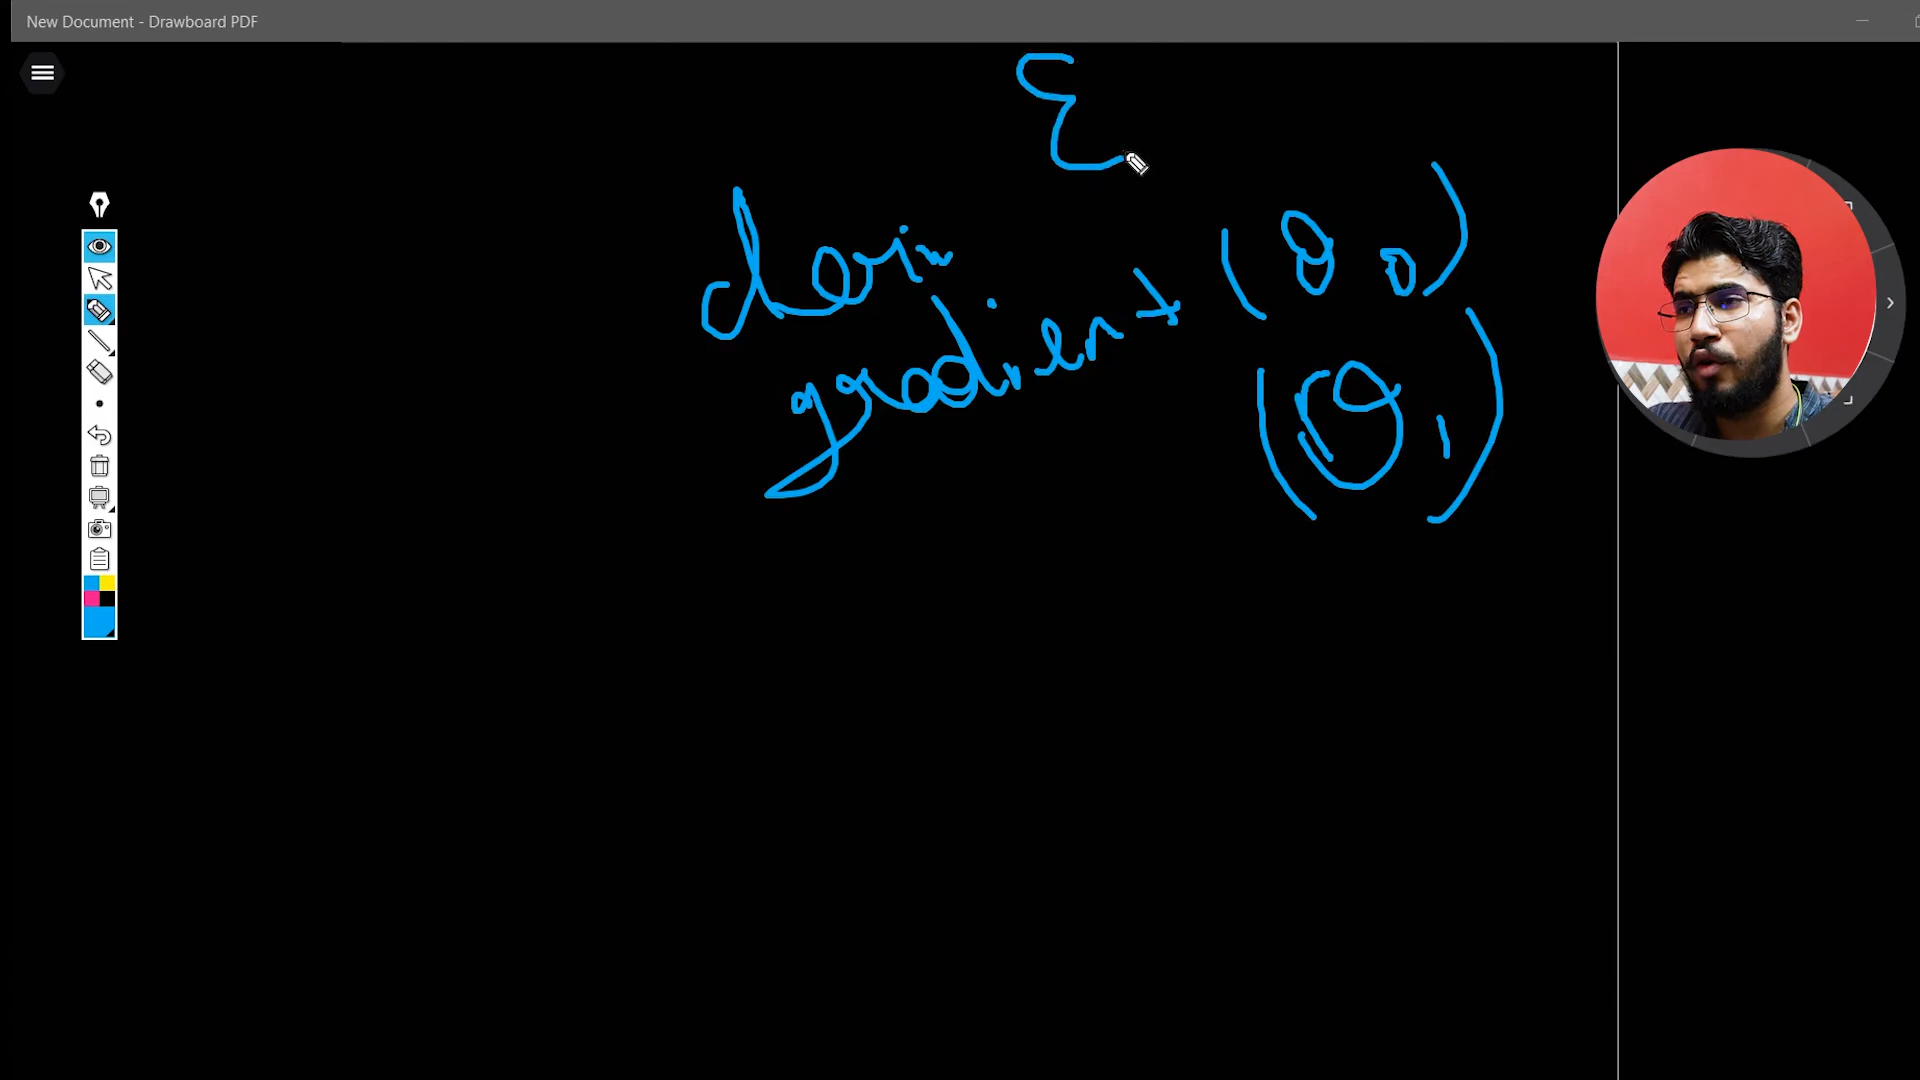 New Document - Drawboard PDF
Σ
deri
(θ₀)
gradient
(θ₁)